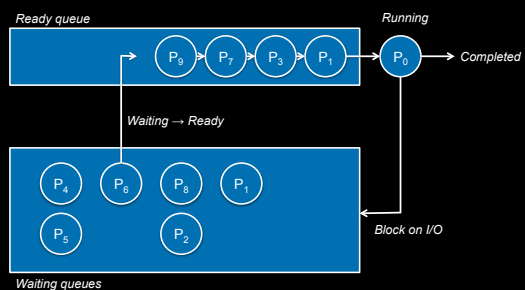 Ready queue
Running
P9 P7 P3 P1 P0 Completed
Waiting → Ready
P4 P6 P8 P1
P5 P2
Block on I/O
Waiting queues